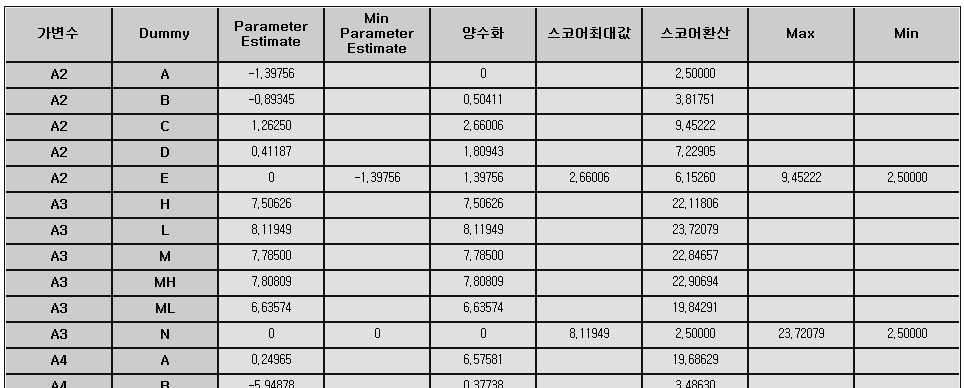 가변수 Dummy Parameter Estimate Min Parameter Estimate 양수화 스코어최대값 스코어환산 Max Min
A2 A -1,39756 0 2,50000
A2 B -0,89345 0,50411 3,81751
A2 C 1,26250 2,66006 9,45222
A2 D 0,41187 1,80943 7,22905
A2 E 0 -1,39756 1,39756 2,66006 6,15260 9,45222 2,50000
A3 H 7,50626 7,50626 22,11806
A3 L 8,11949 8,11949 23,72079
A3 M 7,78500 7,78500 22,84657
A3 MH 7,80809 7,80809 22,90694
A3 ML 6,63574 6,63574 19,84291
A3 N 0 0 0 8,11949 2,50000 23,72079 2,50000
A4 A 0,24965 6,57581 19,68629
A4 B -5,94878 0,37738 3,48630